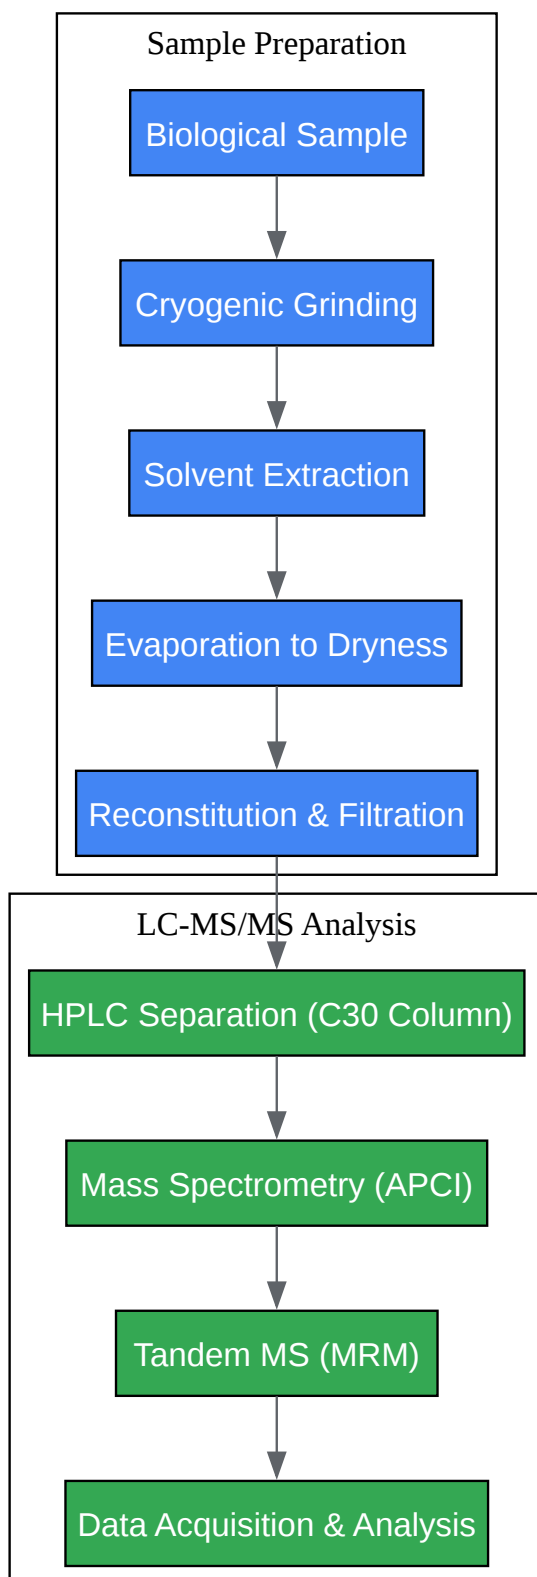 Sample Preparation
Biological Sample
Cryogenic Grinding
Solvent Extraction
Evaporation to Dryness
Reconstitution & Filtration
LC-MS/MS Analysis
HPLC Separation (C30 Column)
Mass Spectrometry (APCI)
Tandem MS (MRM)
Data Acquisition & Analysis